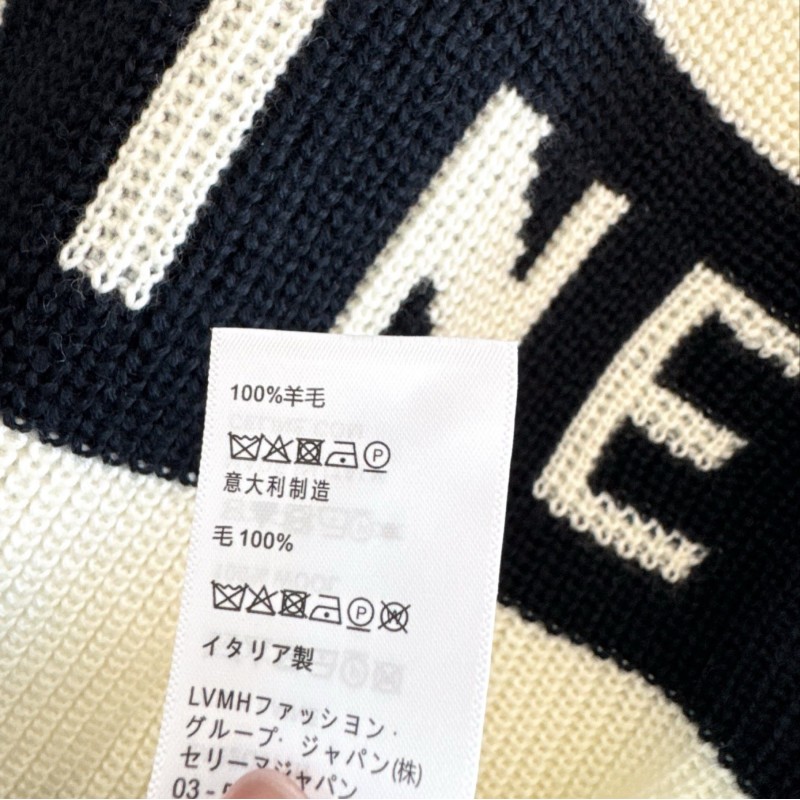 INE
100%羊毛
意大利制造
毛 100%
イタリア製
LVMHファッション・
グループ・ジャパン(株)
セリーヌジャパン
03 -